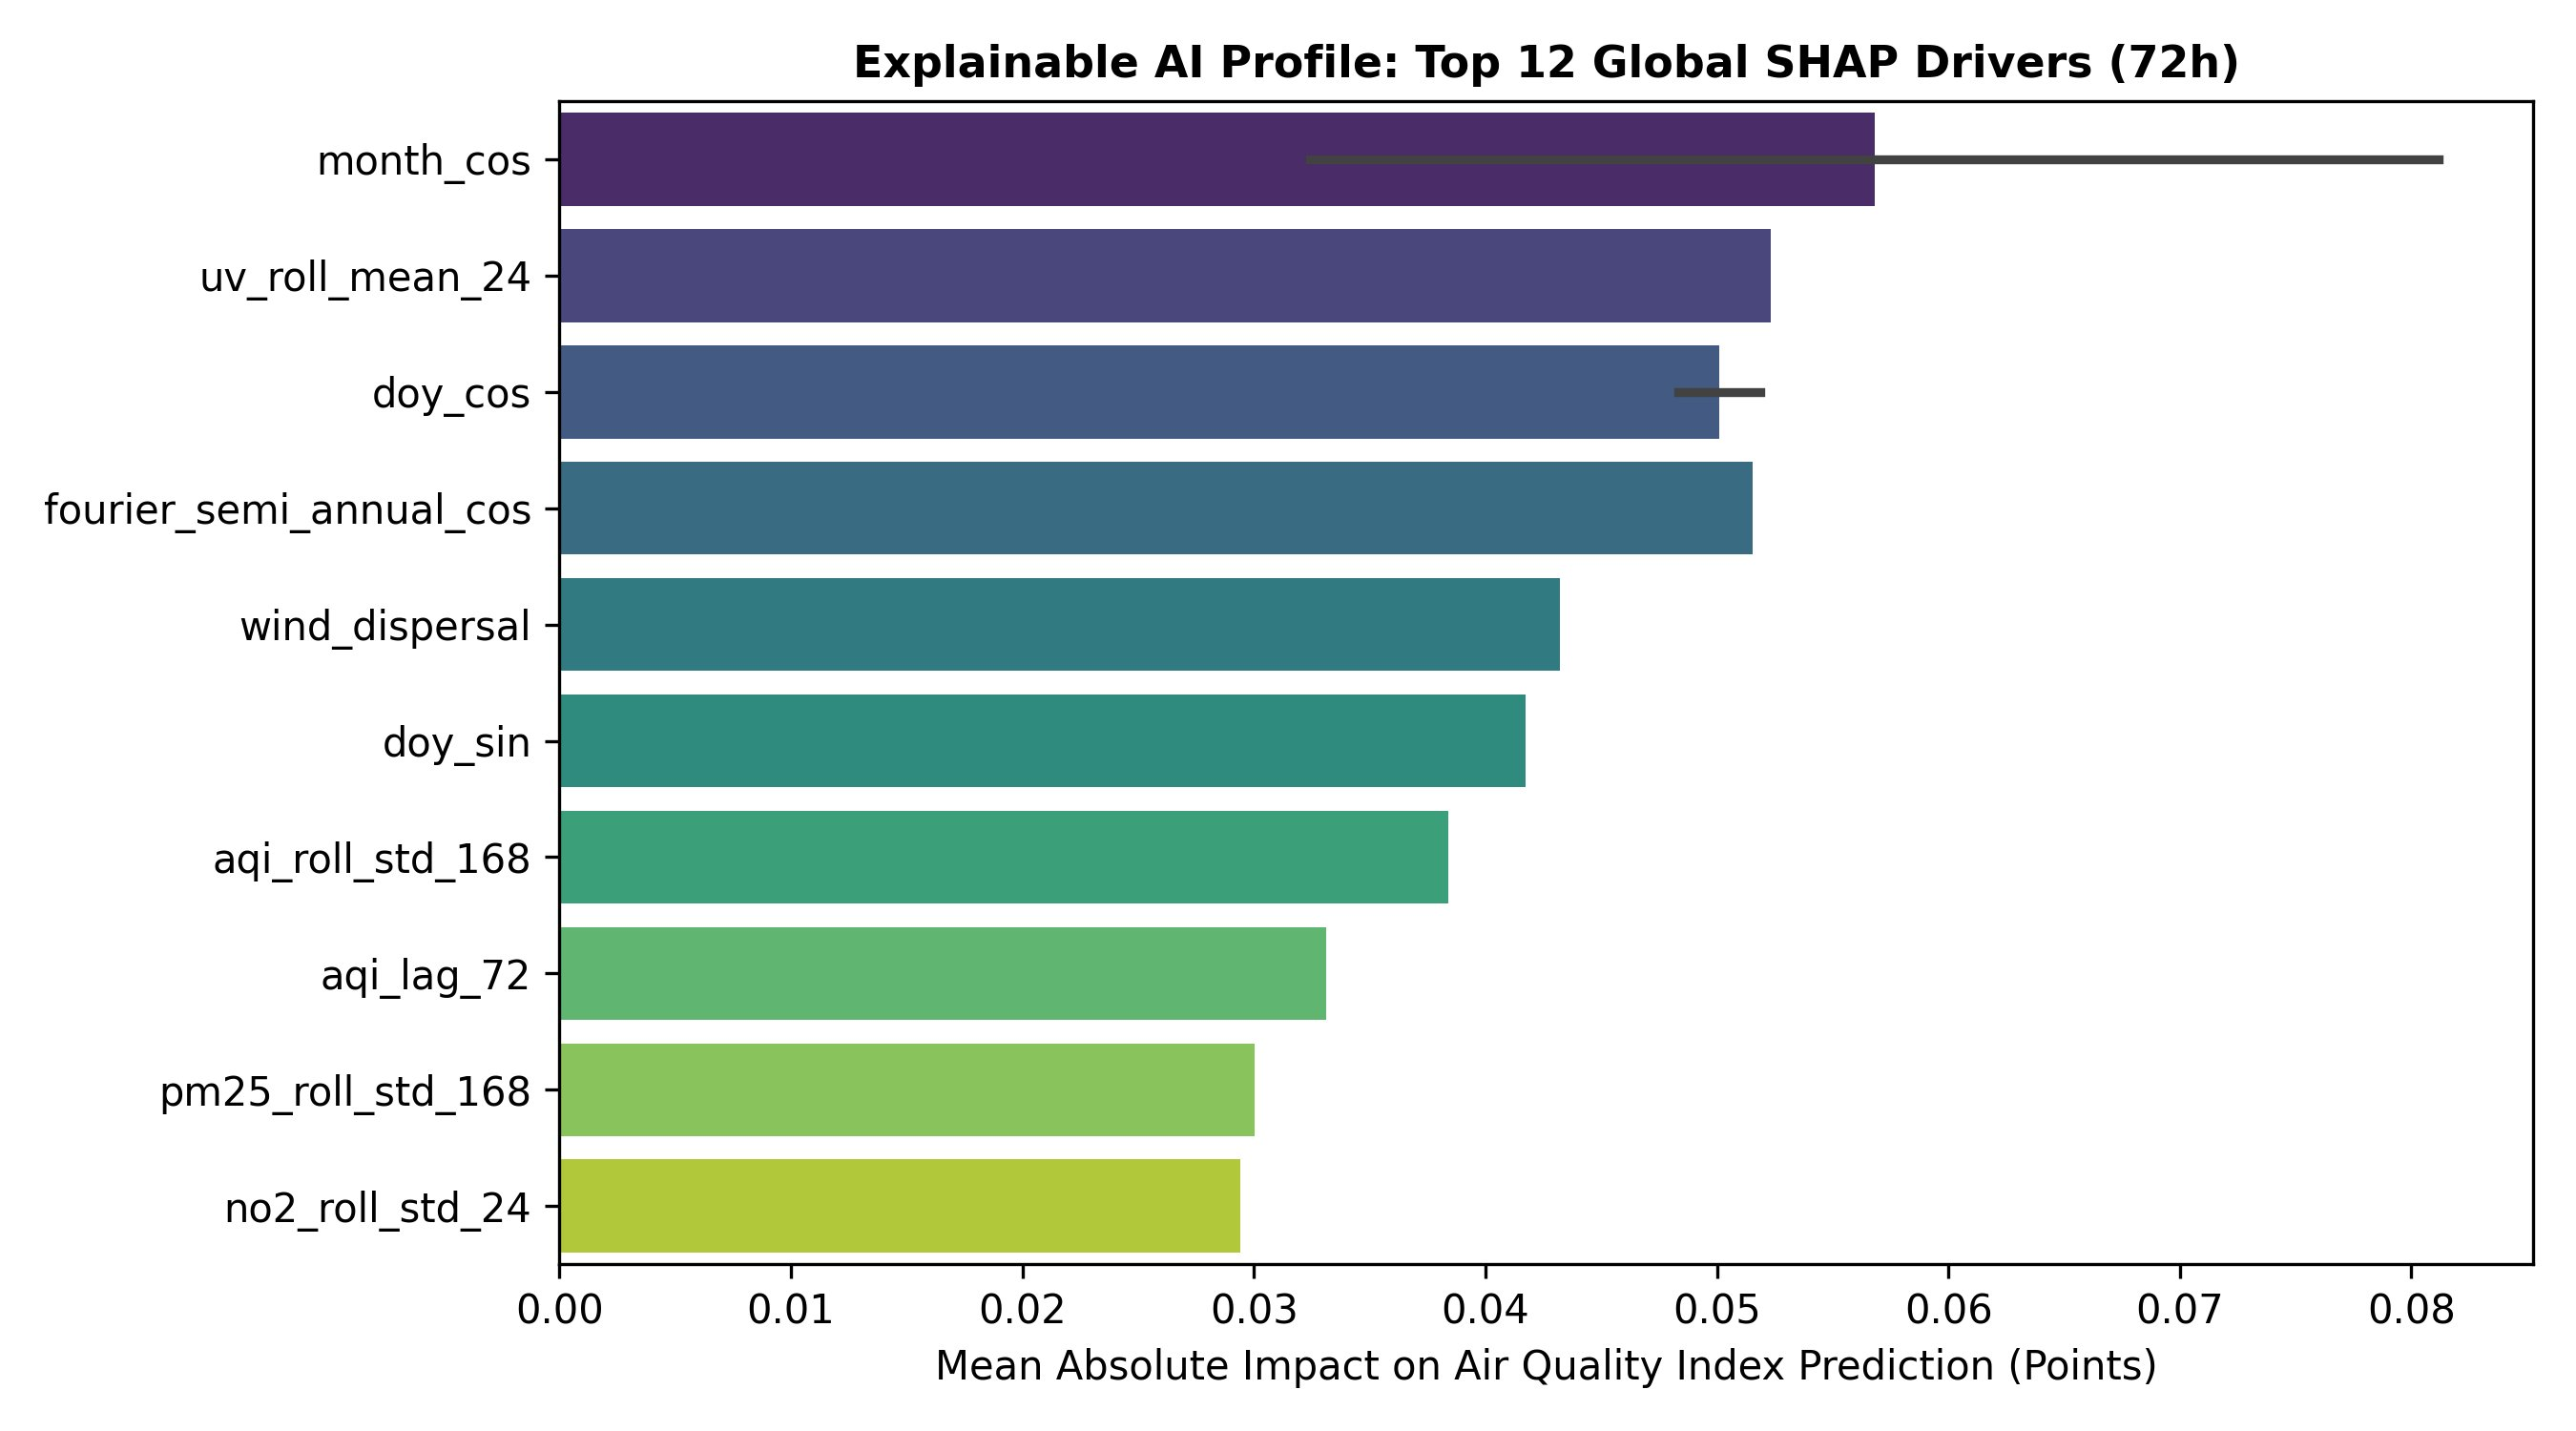 Explainable AI Profile: Top 12 Global SHAP Drivers (72h)
month_cos
uv_roll_mean_24
doy_cos
fourier_semi_annual_cos
wind_dispersal
doy_sin
aqi_roll_std_168
aqi_lag_72
pm25_roll_std_168
no2_roll_std_24
0.00 0.01 0.02 0.03 0.04 0.05 0.06 0.07 0.08
Mean Absolute Impact on Air Quality Index Prediction (Points)